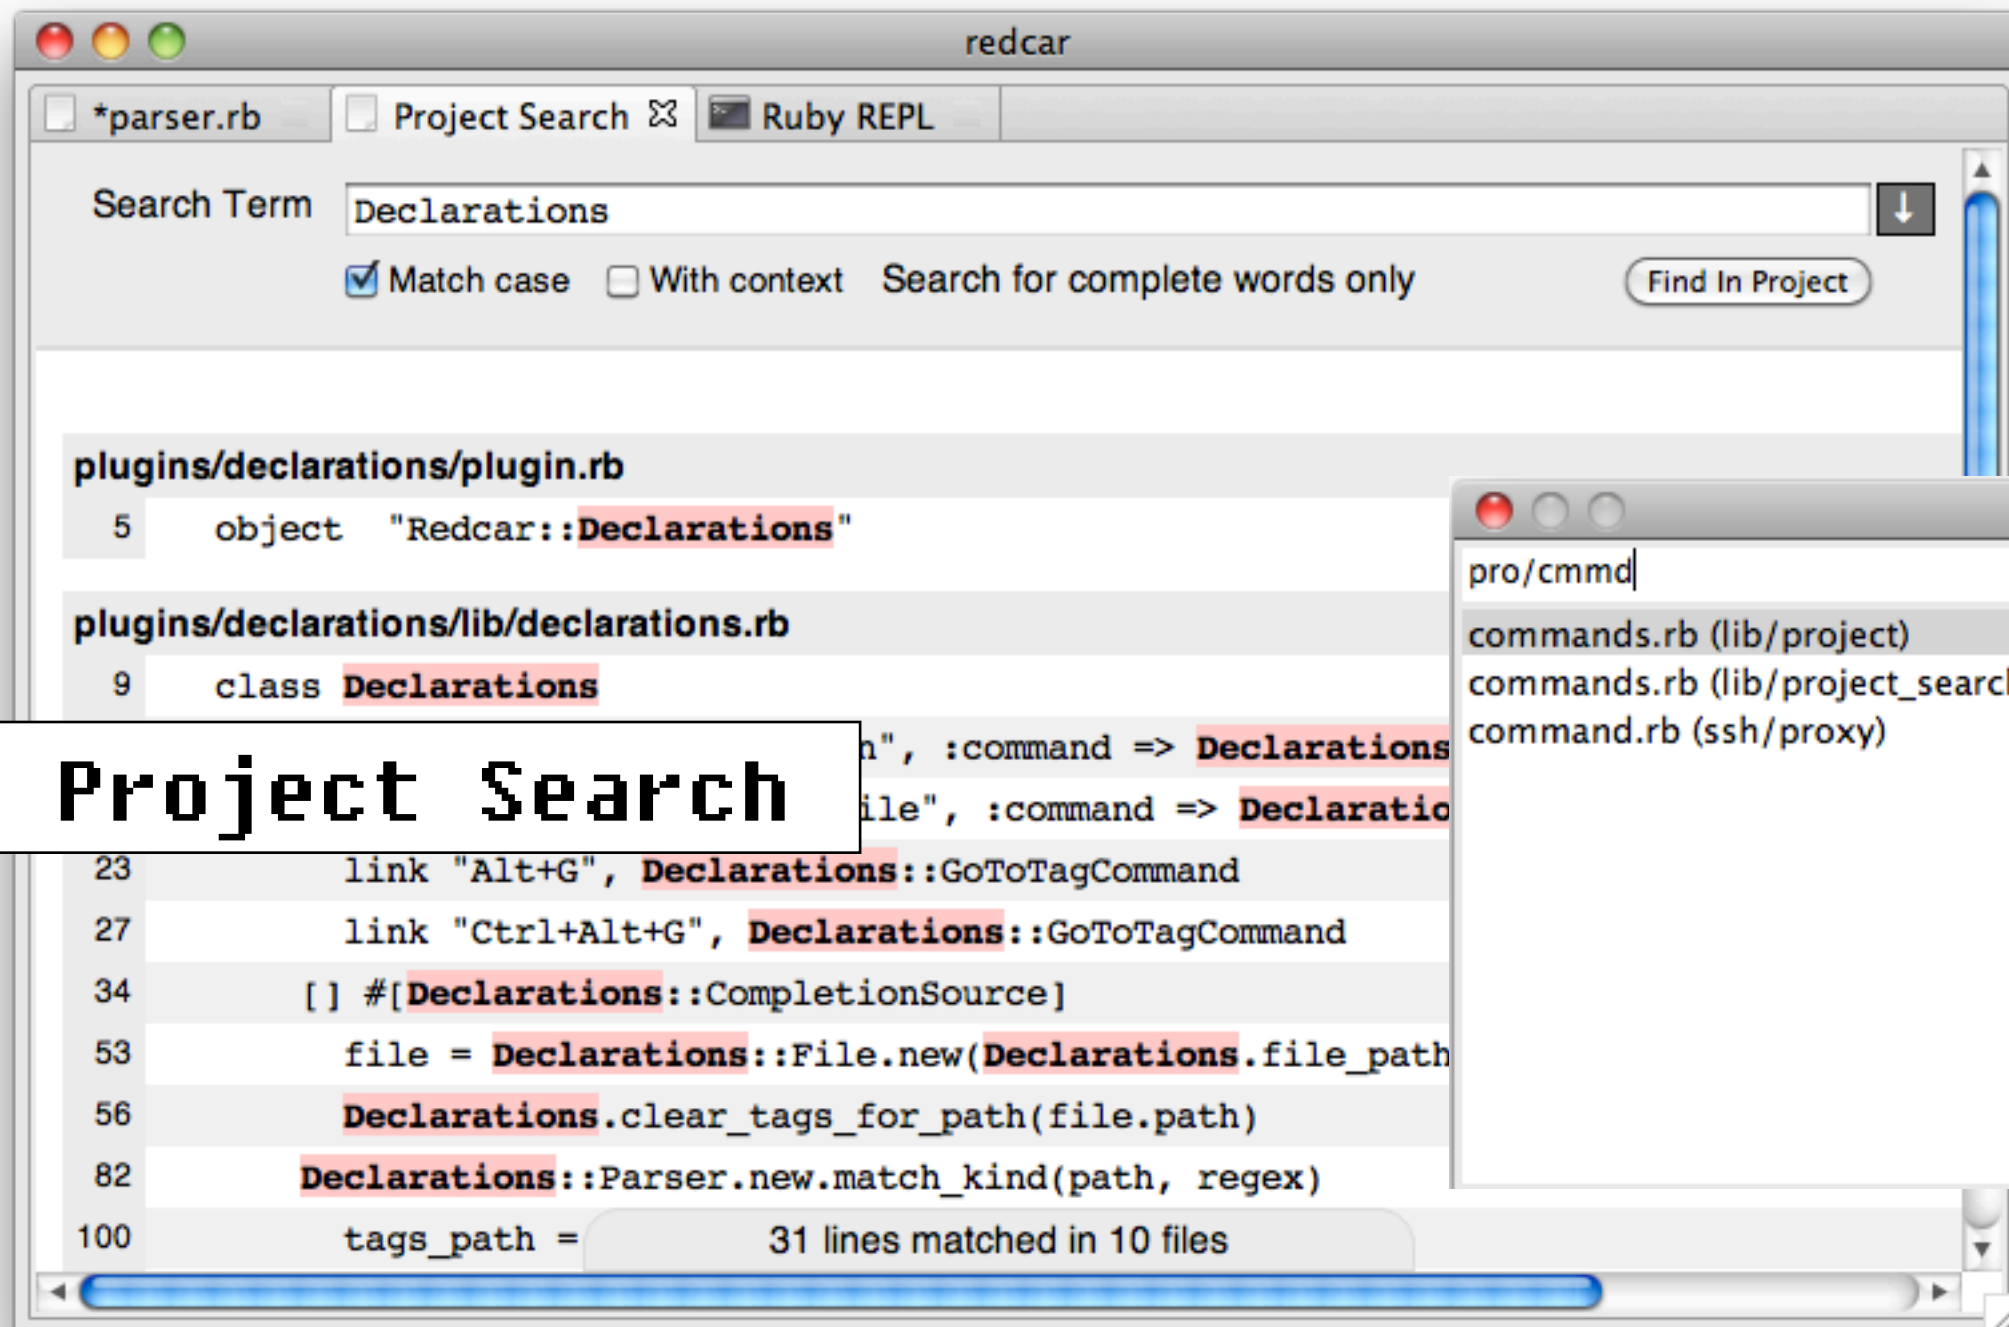 redcar
*parser.rb Project Search Ruby REPL
Search Term Declarations
Match case With context Search for complete words only Find In Project
plugins/declarations/plugin.rb
5 object "Redcar::Declarations"
plugins/declarations/lib/declarations.rb
9 class Declarations
n", :command => Declarations
ile", :command => Declaratio
Project Search
23 link "Alt+G", Declarations::GoToTagCommand
27 link "Ctrl+Alt+G", Declarations::GoToTagCommand
34 [] #[Declarations::CompletionSource]
53 file = Declarations::File.new(Declarations.file_path
56 Declarations.clear_tags_for_path(file.path)
82 Declarations::Parser.new.match_kind(path, regex)
100 tags_path =
31 lines matched in 10 files
pro/cmmd
commands.rb (lib/project)
commands.rb (lib/project_search
command.rb (ssh/proxy)